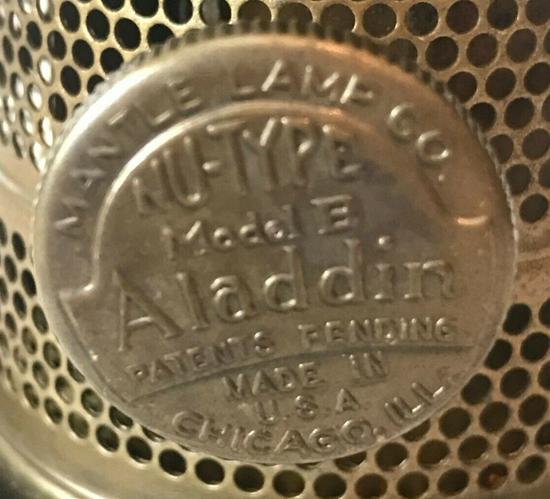 MANTLE LAMP CO.
NU-TYPE
Model B
Aladdin
PATENTS PENDING
MADE IN
U.S.A
CHICAGO, ILL.